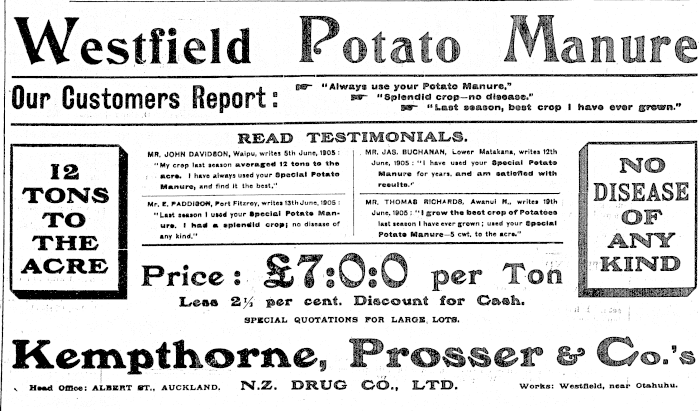 Westfield Potato Manure
Our Customers Report:
"Always use your Potato Manure,"
"Splendid crop—no disease."
"Last season, best crop I have ever grown."
READ TESTIMONIALS.
12
TONS
TO
THE
ACRE
MR. JOHN DAVIDSON, Waipu, writes 5th June, 1905:
"My crop last season averaged 12 tons to the
acre. I have always used your Special Potato
Manure, and find it the best."
Mr. E. PADDISON, Port Fitzroy, writes 13th June, 1905:
"Last season I used your Special Potato Man-
ure. I had a splendid crop; no disease of
any kind."
MR. JAS. BUCHANAN, Lower Matakana, writes 12th
June, 1905: "I have used your Special Potato
Manure for years, and am satisfied with
results."
MR. THOMAS RICHARDS, Awanui N., writes 19th
June, 1905: "I grow the best crop of Potatoes
last season I have ever grown; used your Special
Potato Manure—5 cwt. to the acre."
NO
DISEASE
OF
ANY
KIND
Price: £7:0:0 per Ton
Less 2½ per cent. Discount for Cash.
SPECIAL QUOTATIONS FOR LARGE LOTS.
Kempthorne, Prosser & Co.'s
Head Office: ALBERT ST., AUCKLAND. N.Z. DRUG CO., LTD. Works: Westfield, near Otahuhu.